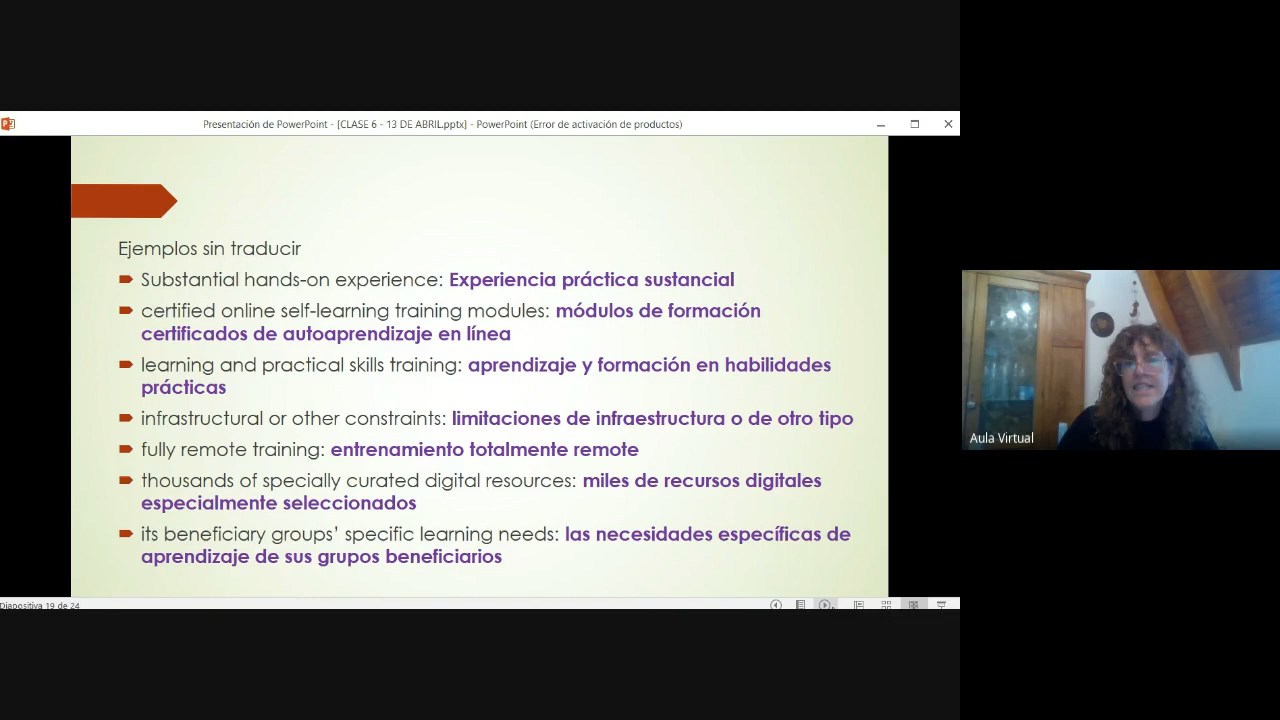 Presentación de PowerPoint - [CLASE 6 - 13 DE ABRIL.pptx] - PowerPoint (Error de activación de productos)
Ejemplos sin traducir
Substantial hands-on experience: Experiencia práctica sustancial
certified online self-learning training modules: módulos de formación
certificados de autoaprendizaje en línea
learning and practical skills training: aprendizaje y formación en habilidades
prácticas
infrastructural or other constraints: limitaciones de infraestructura o de otro tipo
fully remote training: entrenamiento totalmente remote
thousands of specially curated digital resources: miles de recursos digitales
especialmente seleccionados
its beneficiary groups' specific learning needs: las necesidades específicas de
aprendizaje de sus grupos beneficiarios
Diapositiva 19 de 24
Aula Virtual